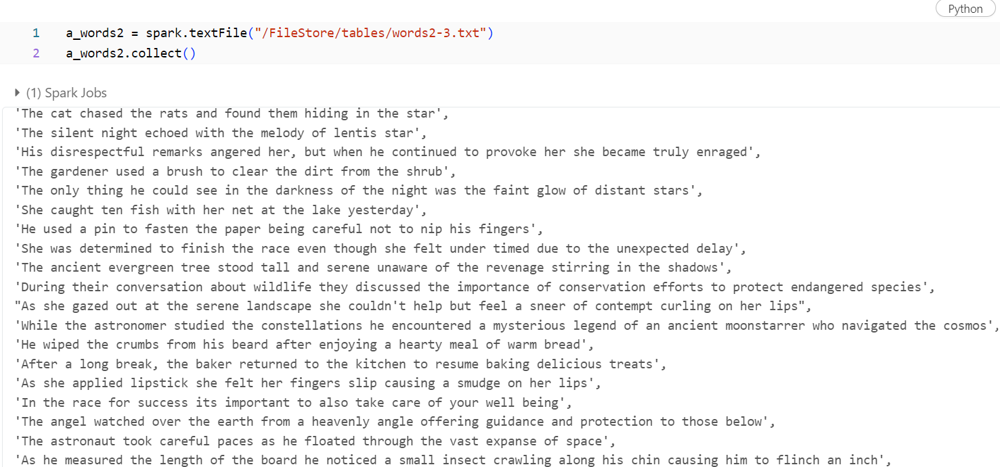 Python
1 a_words2 = spark.textFile("/FileStore/tables/words2-3.txt")
2 a_words2.collect()
(1) Spark Jobs
'The cat chased the rats and found them hiding in the star',
'The silent night echoed with the melody of lentis star',
'His disrespectful remarks angered her, but when he continued to provoke her she became truly enraged',
'The gardener used a brush to clear the dirt from the shrub',
'The only thing he could see in the darkness of the night was the faint glow of distant stars',
'She caught ten fish with her net at the lake yesterday',
'He used a pin to fasten the paper being careful not to nip his fingers',
'She was determined to finish the race even though she felt under timed due to the unexpected delay',
'The ancient evergreen tree stood tall and serene unaware of the revenage stirring in the shadows',
'During their conversation about wildlife they discussed the importance of conservation efforts to protect endangered species',
"As she gazed out at the serene landscape she couldn't help but feel a sneer of contempt curling on her lips",
'While the astronomer studied the constellations he encountered a mysterious legend of an ancient moonstarrer who navigated the cosmos',
'He wiped the crumbs from his beard after enjoying a hearty meal of warm bread',
'After a long break, the baker returned to the kitchen to resume baking delicious treats',
'As she applied lipstick she felt her fingers slip causing a smudge on her lips',
'In the race for success its important to also take care of your well being',
'The angel watched over the earth from a heavenly angle offering guidance and protection to those below',
'The astronaut took careful paces as he floated through the vast expanse of space',
'As he measured the length of the board he noticed a small insect crawling along his chin causing him to flinch an inch',